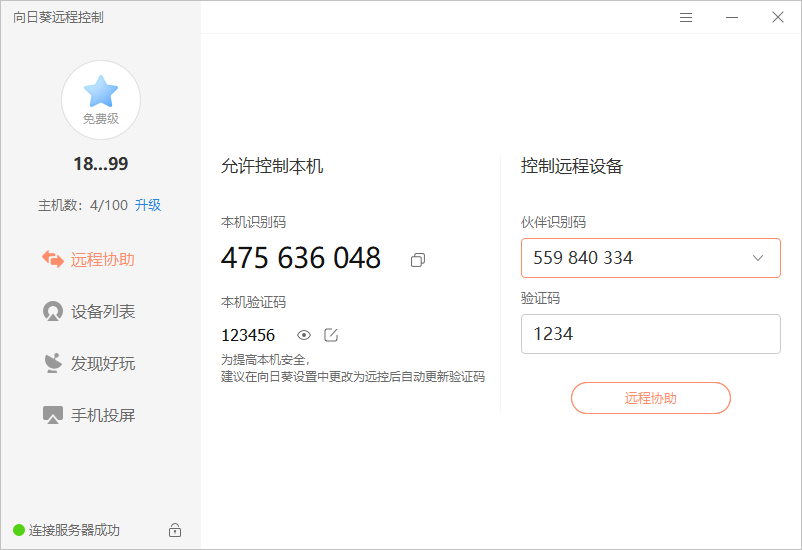 向日葵远程控制
免费级
18...99
主机数：4/100 升级
远程协助
设备列表
发现好玩
手机投屏
连接服务器成功
允许控制本机
本机识别码
475 636 048
本机验证码
123456
为提高本机安全，
建议在向日葵设置中更改为远控后自动更新验证码
控制远程设备
伙伴识别码
559 840 334
验证码
1234
远程协助